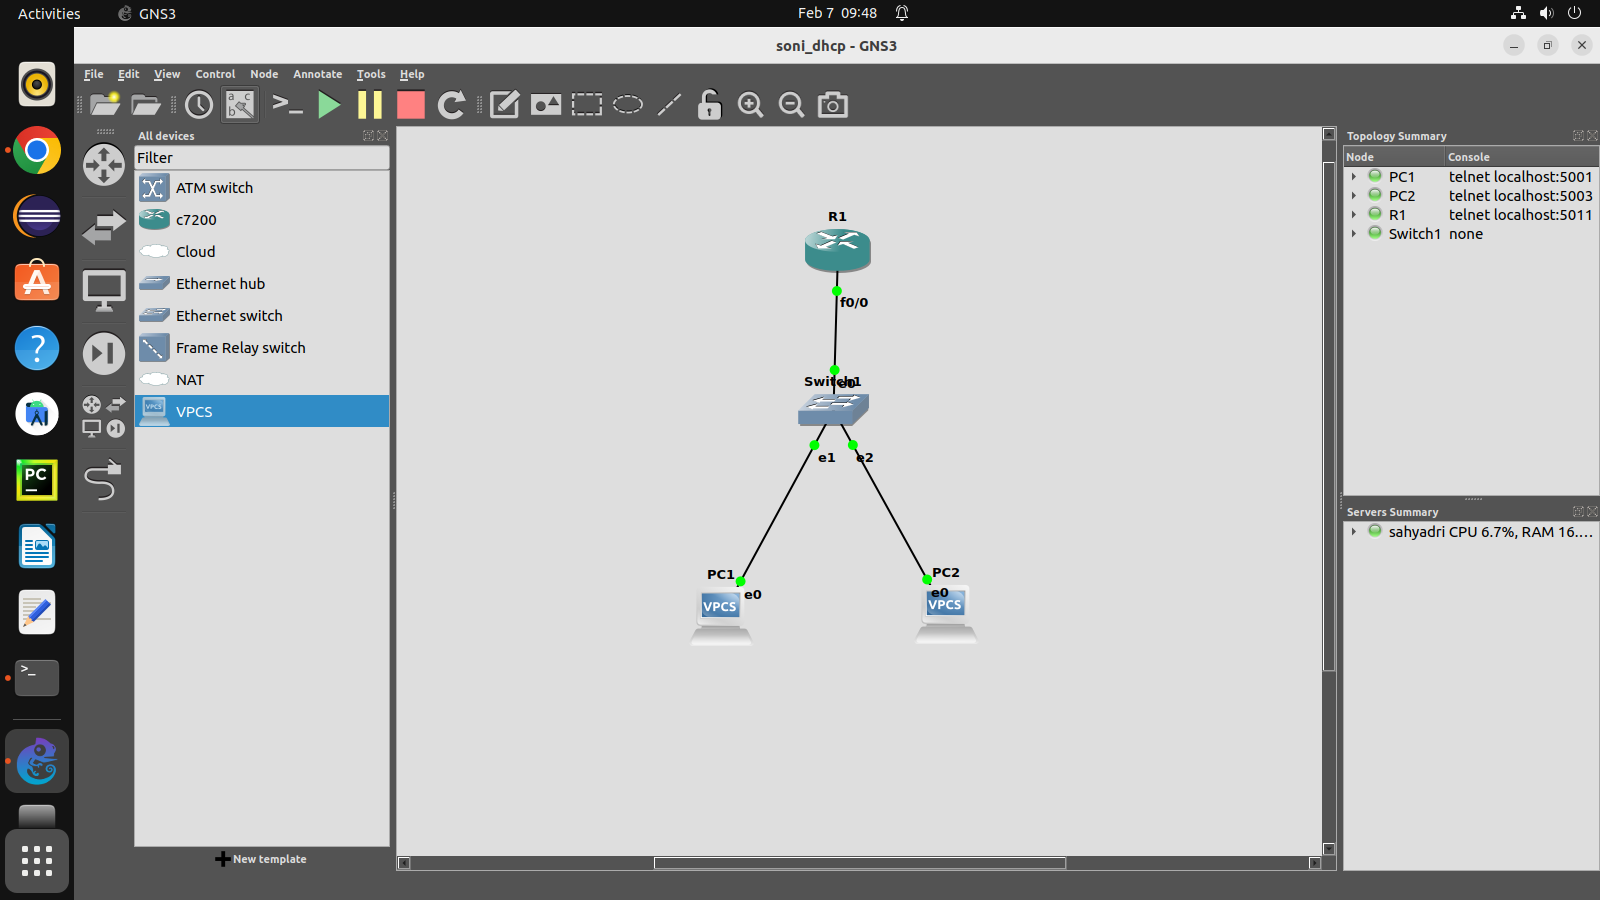 Activities GNS3 Feb 7 09:48
soni_dhcp - GNS3
File Edit View Control Node Annotate Tools Help
All devices
Filter
ATM switch
c7200
Cloud
Ethernet hub
Ethernet switch
Frame Relay switch
NAT
VPCS
New template
R1
f0/0
Switch1
e0
e1 e2
PC1
e0
VPCS
PC2
e0
VPCS
Topology Summary
Node Console
PC1 telnet localhost:5001
PC2 telnet localhost:5003
R1 telnet localhost:5011
Switch1 none
Servers Summary
sahyadri CPU 6.7%, RAM 16....